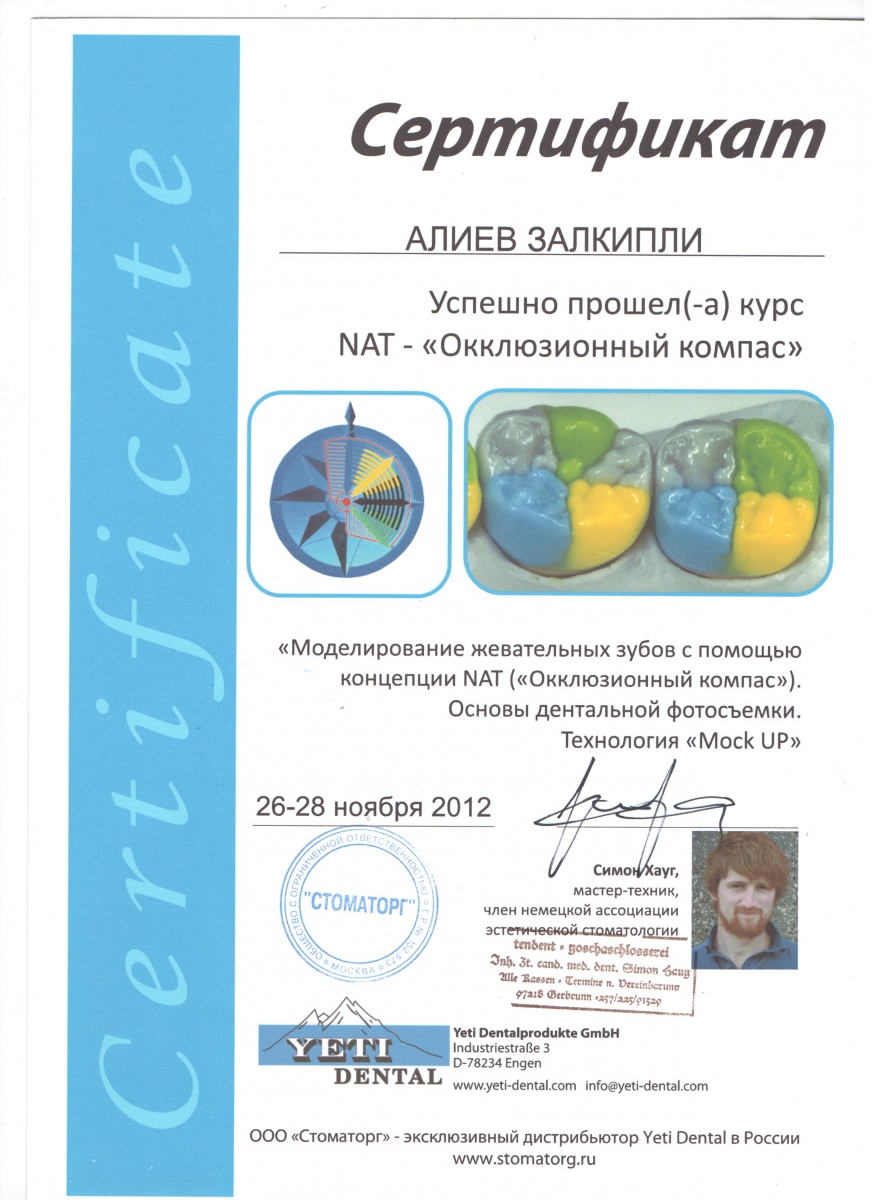 Certificate
Сертификат
АЛИЕВ ЗАЛКИПЛИ
Успешно прошел(-а) курс
NAT - «Окклюзионный компас»
«Моделирование жевательных зубов с помощью
концепции NAT («Окклюзионный компас»).
Основы дентальной фотосъемки.
Технология «Mock UP»
26-28 ноября 2012
ОБЩЕСТВО С ОГРАНИЧЕННОЙ ОТВЕТСТВЕННОСТЬЮ
Г.Р № 152 573
"СТОМАТОРГ"
МОСКВА
Симон Хауг,
мастер-техник,
член немецкой ассоциации
эстетической стоматологии
tendent - goschaschlosserei
Inh. Zt. cand. med. dent. Simon Haug
Alle Kassen - Termine n. Vereinbarung
97218 Gerbrunn
YETI
DENTAL
Yeti Dentalprodukte GmbH
Industriestraße 3
D-78234 Engen
www.yeti-dental.com info@yeti-dental.com
ООО «Стоматорг» - эксклюзивный дистрибьютор Yeti Dental в России
www.stomatorg.ru